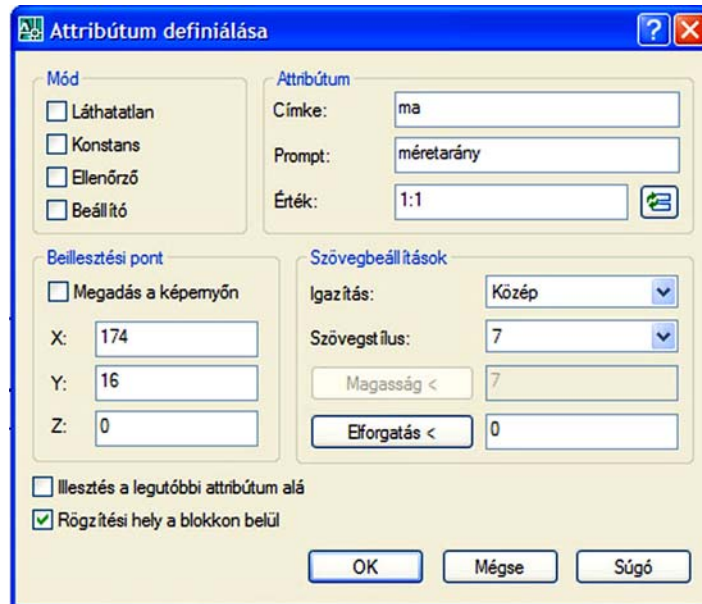 Attribútum definiálása
Mód
Láthatatlan
Konstans
Ellenőrző
Beállító
Attribútum
Címke: ma
Prompt: méretarány
Érték: 1:1
Beillesztési pont
Megadás a képernyőn
X: 174
Y: 16
Z: 0
Szövegbeállítások
Igazítás: Közép
Szövegstílus: 7
Magasság < 7
Elforgatás < 0
Illesztés a legutóbbi attribútum alá
Rögzítési hely a blokkon belül
OK Mégse Súgó